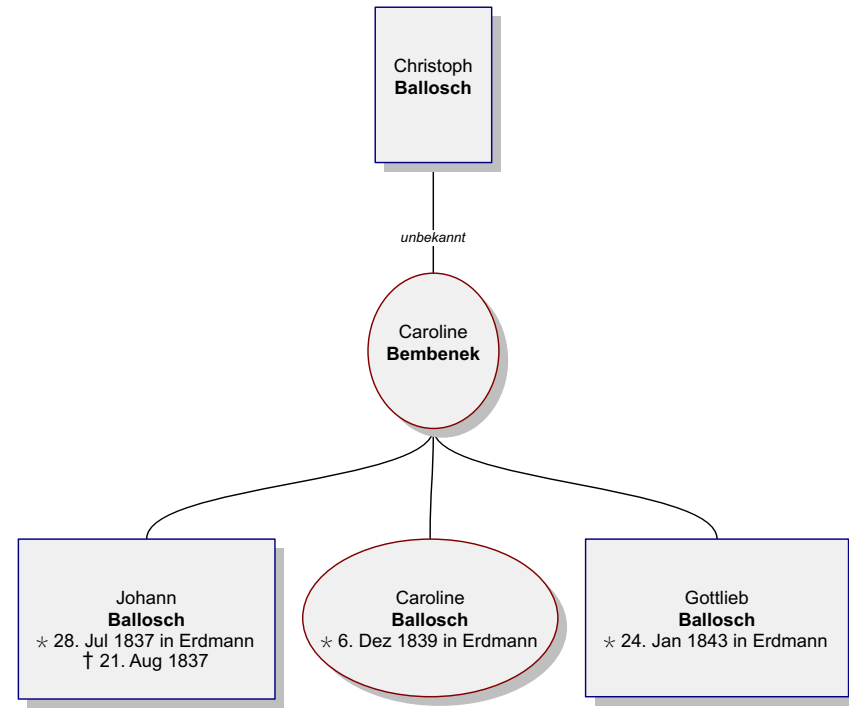 Christoph
Ballosch
unbekannt
Caroline
Bembenek
Johann
Ballosch
* 28. Jul 1837 in Erdmann
† 21. Aug 1837
Caroline
Ballosch
* 6. Dez 1839 in Erdmann
Gottlieb
Ballosch
* 24. Jan 1843 in Erdmann